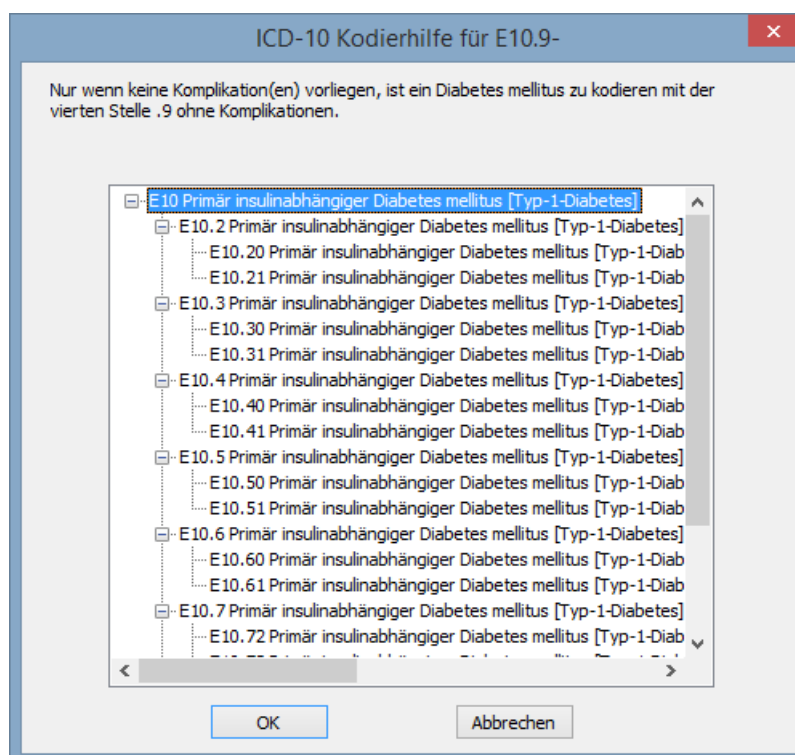 ICD-10 Kodierhilfe für E10.9-
Nur wenn keine Komplikation(en) vorliegen, ist ein Diabetes mellitus zu kodieren mit der
vierten Stelle .9 ohne Komplikationen.
E10 Primär insulinabhängiger Diabetes mellitus [Typ-1-Diabetes]
E10.2 Primär insulinabhängiger Diabetes mellitus [Typ-1-Diabetes]
E10.20 Primär insulinabhängiger Diabetes mellitus [Typ-1-Diab
E10.21 Primär insulinabhängiger Diabetes mellitus [Typ-1-Diab
E10.3 Primär insulinabhängiger Diabetes mellitus [Typ-1-Diabetes]
E10.30 Primär insulinabhängiger Diabetes mellitus [Typ-1-Diab
E10.31 Primär insulinabhängiger Diabetes mellitus [Typ-1-Diab
E10.4 Primär insulinabhängiger Diabetes mellitus [Typ-1-Diabetes]
E10.40 Primär insulinabhängiger Diabetes mellitus [Typ-1-Diab
E10.41 Primär insulinabhängiger Diabetes mellitus [Typ-1-Diab
E10.5 Primär insulinabhängiger Diabetes mellitus [Typ-1-Diabetes]
E10.50 Primär insulinabhängiger Diabetes mellitus [Typ-1-Diab
E10.51 Primär insulinabhängiger Diabetes mellitus [Typ-1-Diab
E10.6 Primär insulinabhängiger Diabetes mellitus [Typ-1-Diabetes]
E10.60 Primär insulinabhängiger Diabetes mellitus [Typ-1-Diab
E10.61 Primär insulinabhängiger Diabetes mellitus [Typ-1-Diab
E10.7 Primär insulinabhängiger Diabetes mellitus [Typ-1-Diabetes]
E10.72 Primär insulinabhängiger Diabetes mellitus [Typ-1-Diab
OK Abbrechen